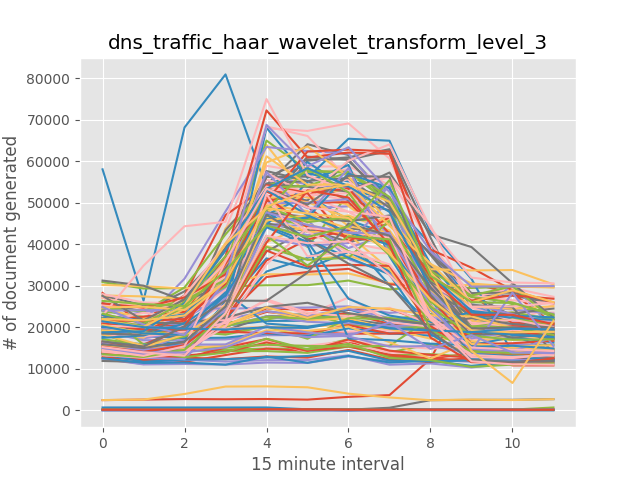 dns_traffic_haar_wavelet_transform_level_3
80000
70000
60000
50000
40000
30000
20000
10000
0
# of document generated
0 2 4 6 8 10
15 minute interval